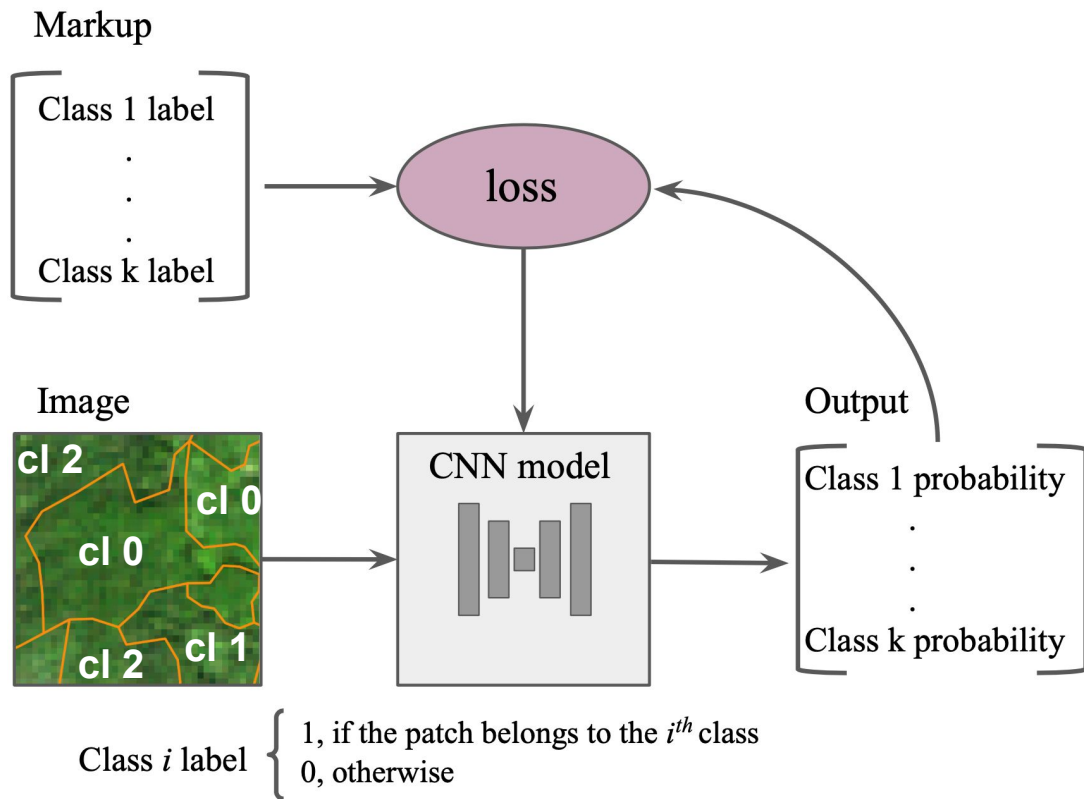 Markup
Class 1 label
.
.
.
Class k label
loss
Image
cl 2
cl 0
cl 0
cl 2
cl 1
CNN model
Output
Class 1 probability
.
.
.
Class k probability
Class i label
1, if the patch belongs to the i^th class
0, otherwise